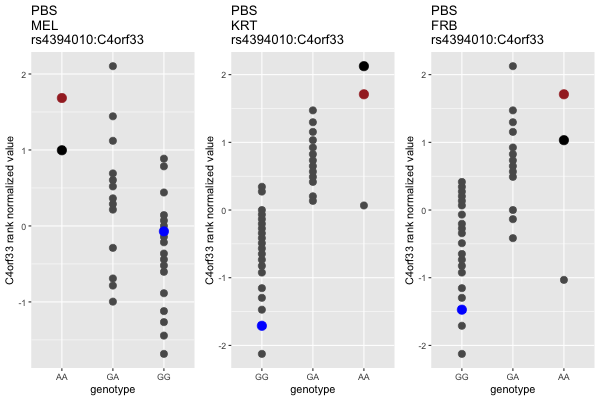 PBS
MEL
rs4394010:C4orf33
C4orf33 rank normalized value
2
1
0
-1
AA
GA
GG
genotype
PBS
KRT
rs4394010:C4orf33
C4orf33 rank normalized value
2
1
0
-1
-2
GG
GA
AA
genotype
PBS
FRB
rs4394010:C4orf33
C4orf33 rank normalized value
2
1
0
-1
-2
GG
GA
AA
genotype